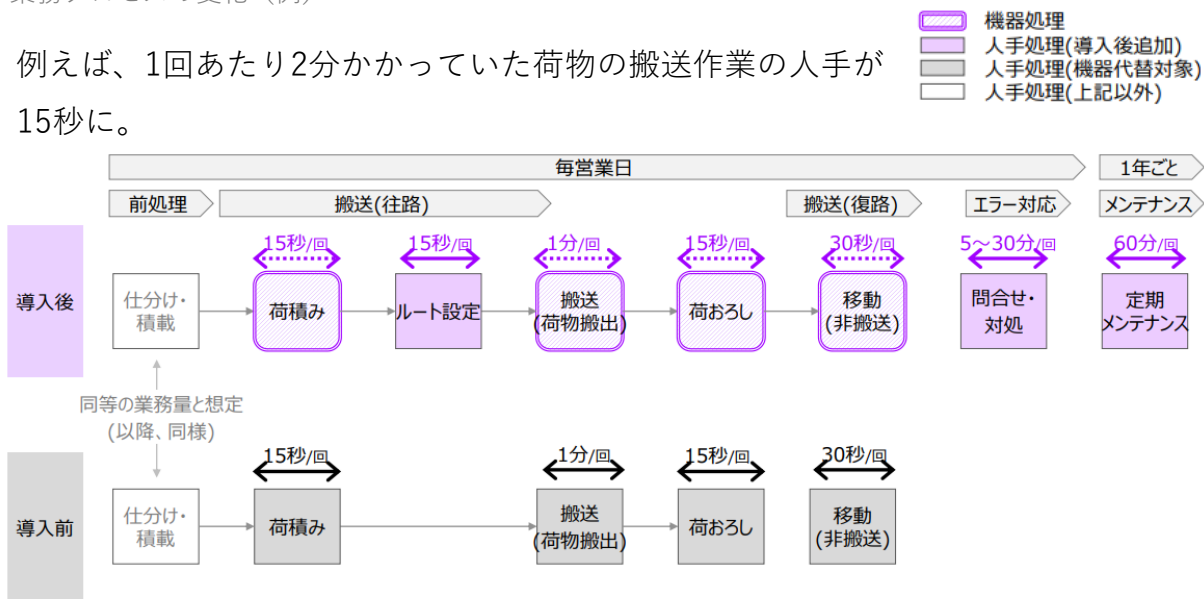 機器処理
人手処理(導入後追加)
人手処理(機器代替対象)
人手処理(上記以外)
例えば、1回あたり2分かかっていた荷物の搬送作業の人手が
15秒に。
毎営業日
1年ごと
前処理
搬送(往路)
搬送(復路)
エラー対応
メンテナンス
15秒/回
15秒/回
1分/回
15秒/回
30秒/回
5～30分/回
60分/回
導入後
仕分け・
積載
荷積み
ルート設定
搬送
(荷物搬出)
荷おろし
移動
(非搬送)
問合せ・
対処
定期
メンテナンス
同等の業務量と想定
(以降、同様)
15秒/回
1分/回
15秒/回
30秒/回
導入前
仕分け・
積載
荷積み
搬送
(荷物搬出)
荷おろし
移動
(非搬送)